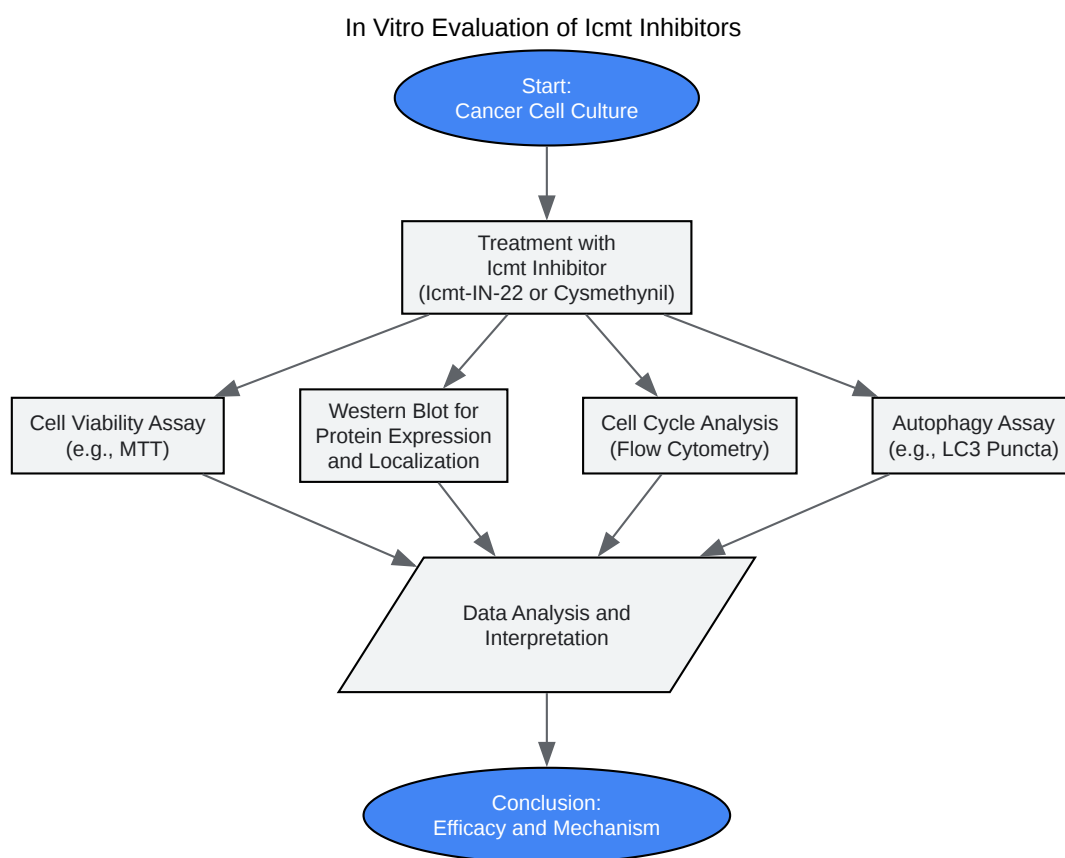 In Vitro Evaluation of Icmt Inhibitors
Start:
Cancer Cell Culture
Treatment with
Icmt Inhibitor
(Icmt-IN-22 or Cysmethynil)
Cell Viability Assay
(e.g., MTT)
Western Blot for
Protein Expression
and Localization
Cell Cycle Analysis
(Flow Cytometry)
Autophagy Assay
(e.g., LC3 Puncta)
Data Analysis and
Interpretation
Conclusion:
Efficacy and Mechanism